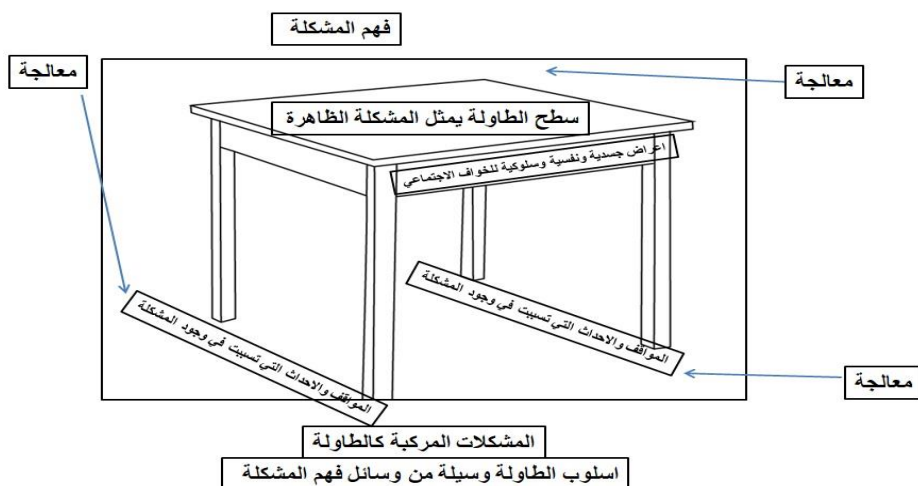 فهم المشكلة
معالجة
معالجة
سطح الطاولة يمثل المشكلة الظاهرة
اعراض جسدية ونفسية وسلوكية للخواف الاجتماعي
المواقف والاحداث التي تسببت في وجود المشكلة
المواقف والاحداث التي تسببت في وجود المشكلة
معالجة
المشكلات المركبة كالطاولة
اسلوب الطاولة وسيلة من وسائل فهم المشكلة